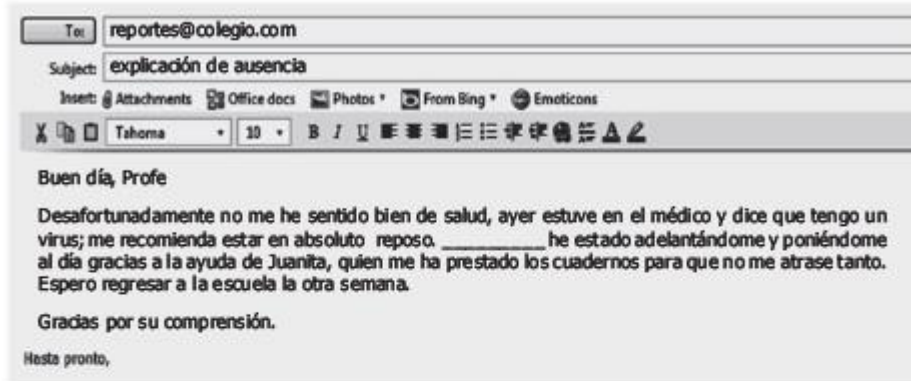 To: reportes@colegio.com
Subject: explicación de ausencia
Insert: Attachments Office docs Photos From Bing Emoticons
Tahoma 10 B I U A
Buen día, Profe
Desafortunadamente no me he sentido bien de salud, ayer estuve en el médico y dice que tengo un
virus; me recomienda estar en absoluto reposo. _________ he estado adelantándome y poniéndome
al día gracias a la ayuda de Juanita, quien me ha prestado los cuadernos para que no me atrase tanto.
Espero regresar a la escuela la otra semana.
Gracias por su comprensión.
Hasta pronto,